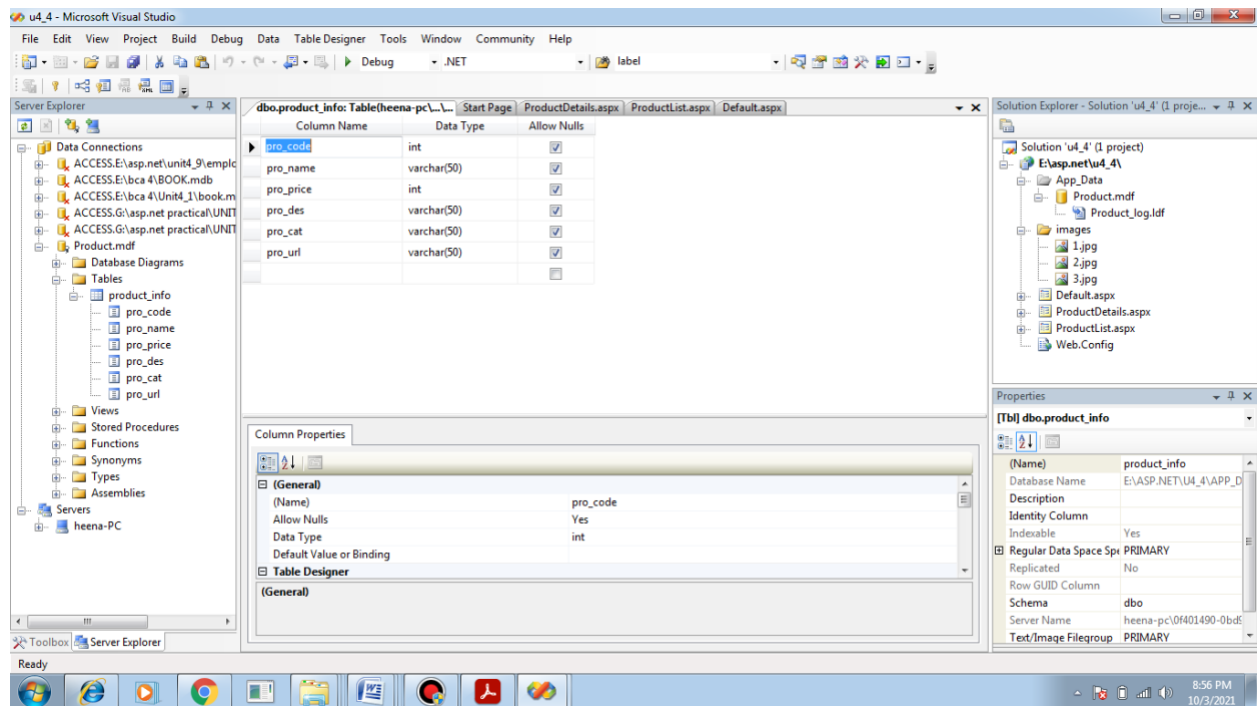 u4_4 - Microsoft Visual Studio
File Edit View Project Build Debug Data Table Designer Tools Window Community Help
Debug .NET label
Server Explorer
Data Connections
ACCESS.E:\asp.net\unit4_9\emplc
ACCESS.E:\bca 4\BOOK.mdb
ACCESS.E:\bca 4\Unit4_1\book.m
ACCESS.G:\asp.net practical\UNIT
ACCESS.G:\asp.net practical\UNIT
Product.mdf
Database Diagrams
Tables
product_info
pro_code
pro_name
pro_price
pro_des
pro_cat
pro_url
Views
Stored Procedures
Functions
Synonyms
Types
Assemblies
Servers
heena-PC
Toolbox Server Explorer
dbo.product_info: Table(heena-pc\...\... Start Page ProductDetails.aspx ProductList.aspx Default.aspx
Column Name Data Type Allow Nulls
pro_code int
pro_name varchar(50)
pro_price int
pro_des varchar(50)
pro_cat varchar(50)
pro_url varchar(50)
Column Properties
(General)
(Name) pro_code
Allow Nulls Yes
Data Type int
Default Value or Binding
Table Designer
(General)
Solution Explorer - Solution 'u4_4' (1 proje...
Solution 'u4_4' (1 project)
E:\asp.net\u4_4\
App_Data
Product.mdf
Product_log.ldf
images
1.jpg
2.jpg
3.jpg
Default.aspx
ProductDetails.aspx
ProductList.aspx
Web.Config
Properties
[Tbl] dbo.product_info
(Name) product_info
Database Name E:\ASP.NET\U4_4\APP_D
Description
Identity Column
Indexable Yes
Regular Data Space Spe PRIMARY
Replicated No
Row GUID Column
Schema dbo
Server Name heena-pc\0f401490-0bd9
Text/Image Filegroup PRIMARY
Ready
8:56 PM
10/3/2021